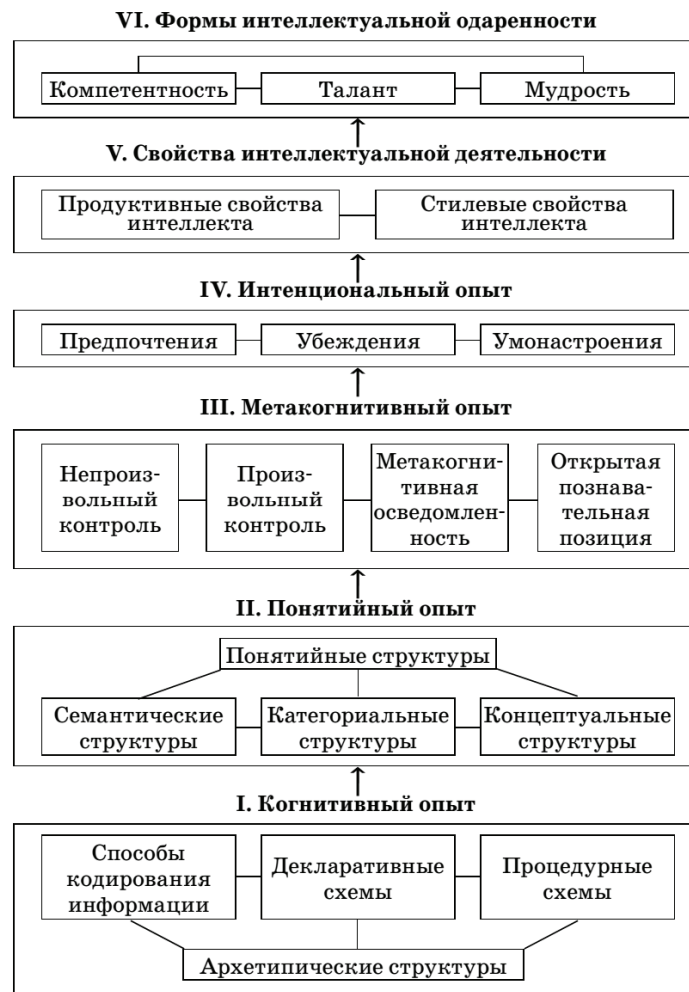 VI. Формы интеллектуальной одаренности
Компетентность
Талант
Мудрость
V. Свойства интеллектуальной деятельности
Продуктивные свойства
интеллекта
Стилевые свойства
интеллекта
IV. Интенциональный опыт
Предпочтения
Убеждения
Умонастроения
III. Метакогнитивный опыт
Непроиз-
вольный
контроль
Произ-
вольный
контроль
Метакогни-
тивная
осведомлен-
ность
Открытая
познава-
тельная
позиция
II. Понятийный опыт
Понятийные структуры
Семантические
структуры
Категориальные
структуры
Концептуальные
структуры
I. Когнитивный опыт
Способы
кодирования
информации
Декларативные
схемы
Процедурные
схемы
Архетипические структуры